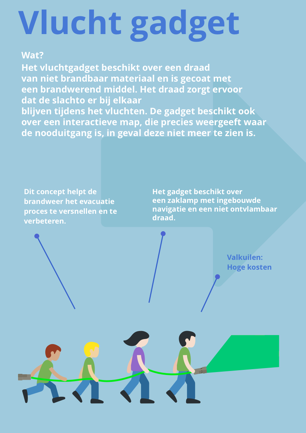 Vlucht gadget
Wat?
Het vluchtgadget beschikt over een draad
van niet brandbaar materiaal en is gecoat met
een brandwerend middel. Het draad zorgt ervoor
dat de slachto er bij elkaar
blijven tijdens het vluchten. De gadget beschikt ook
over een interactieve map, die precies weergeeft waar
de nooduitgang is, in geval deze niet meer te zien is.
Dit concept helpt de
brandweer het evacuatie
proces te versnellen en te
verbeteren.
Het gadget beschikt over
een zaklamp met ingebouwde
navigatie en een niet ontvlambaar
draad.
Valkuilen:
Hoge kosten